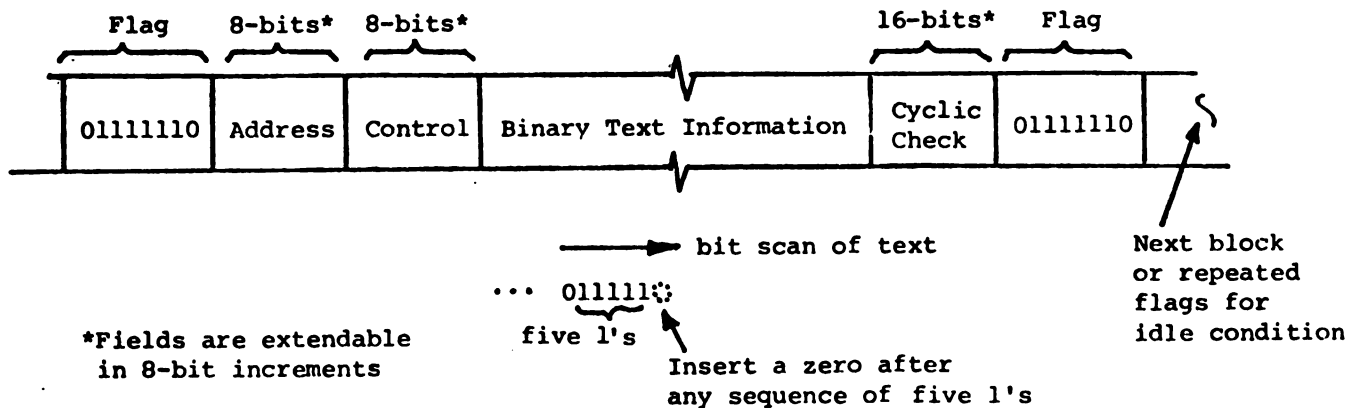 Flag 8-bits* 8-bits* 16-bits* Flag
01111110 Address Control Binary Text Information Cyclic Check 01111110
bit scan of text
... 011111
five 1's
Insert a zero after
any sequence of five 1's
*Fields are extendable
in 8-bit increments
Next block
or repeated
flags for
idle condition